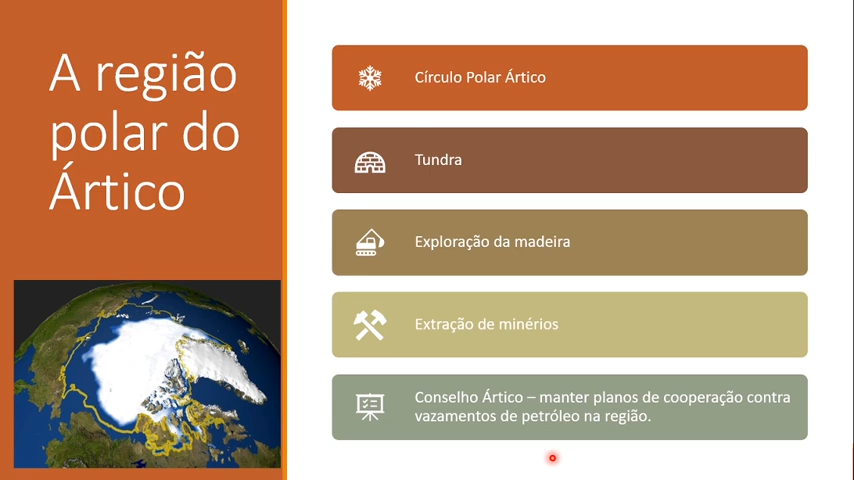 A região
polar do
Ártico
Círculo Polar Ártico
Tundra
Exploração da madeira
Extração de minérios
Conselho Ártico – manter planos de cooperação contra
vazamentos de petróleo na região.